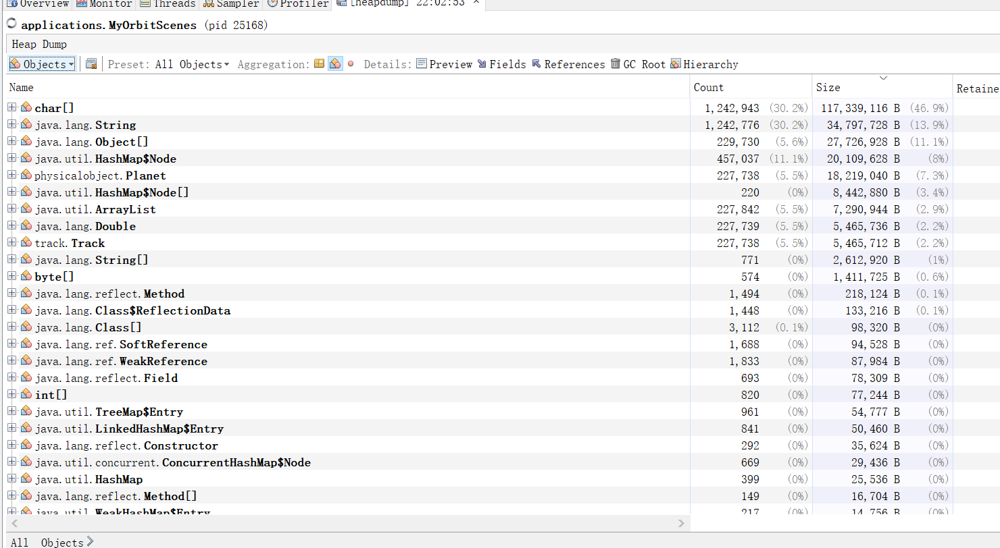 Overview Monitor Threads Sampler Profiler [heapdump] 22:02:53 ×
applications.MyOrbitScenes (pid 25168)
Heap Dump
Objects Preset: All Objects Aggregation: Details: Preview Fields References GC Root Hierarchy
Name Count Size Retaine
char[] 1,242,943 (30.2%) 117,339,116 B (46.9%)
java.lang.String 1,242,776 (30.2%) 34,797,728 B (13.9%)
java.lang.Object[] 229,730 (5.6%) 27,726,928 B (11.1%)
java.util.HashMap$Node 457,037 (11.1%) 20,109,628 B (8%)
physicalobject.Planet 227,738 (5.5%) 18,219,040 B (7.3%)
java.util.HashMap$Node[] 220 (0%) 8,442,880 B (3.4%)
java.util.ArrayList 227,842 (5.5%) 7,290,944 B (2.9%)
java.lang.Double 227,739 (5.5%) 5,465,736 B (2.2%)
track.Track 227,738 (5.5%) 5,465,712 B (2.2%)
java.lang.String[] 771 (0%) 2,612,920 B (1%)
byte[] 574 (0%) 1,411,725 B (0.6%)
java.lang.reflect.Method 1,494 (0%) 218,124 B (0.1%)
java.lang.Class$ReflectionData 1,448 (0%) 133,216 B (0.1%)
java.lang.Class[] 3,112 (0.1%) 98,320 B (0%)
java.lang.ref.SoftReference 1,688 (0%) 94,528 B (0%)
java.lang.ref.WeakReference 1,833 (0%) 87,984 B (0%)
java.lang.reflect.Field 693 (0%) 78,309 B (0%)
int[] 820 (0%) 77,244 B (0%)
java.util.TreeMap$Entry 961 (0%) 54,777 B (0%)
java.util.LinkedHashMap$Entry 841 (0%) 50,460 B (0%)
java.lang.reflect.Constructor 292 (0%) 35,624 B (0%)
java.util.concurrent.ConcurrentHashMap$Node 669 (0%) 29,436 B (0%)
java.util.HashMap 399 (0%) 25,536 B (0%)
java.lang.reflect.Method[] 149 (0%) 16,704 B (0%)
java.util.WeakHashMap$Entry 217 (0%) 14,756 B (0%)
All Objects